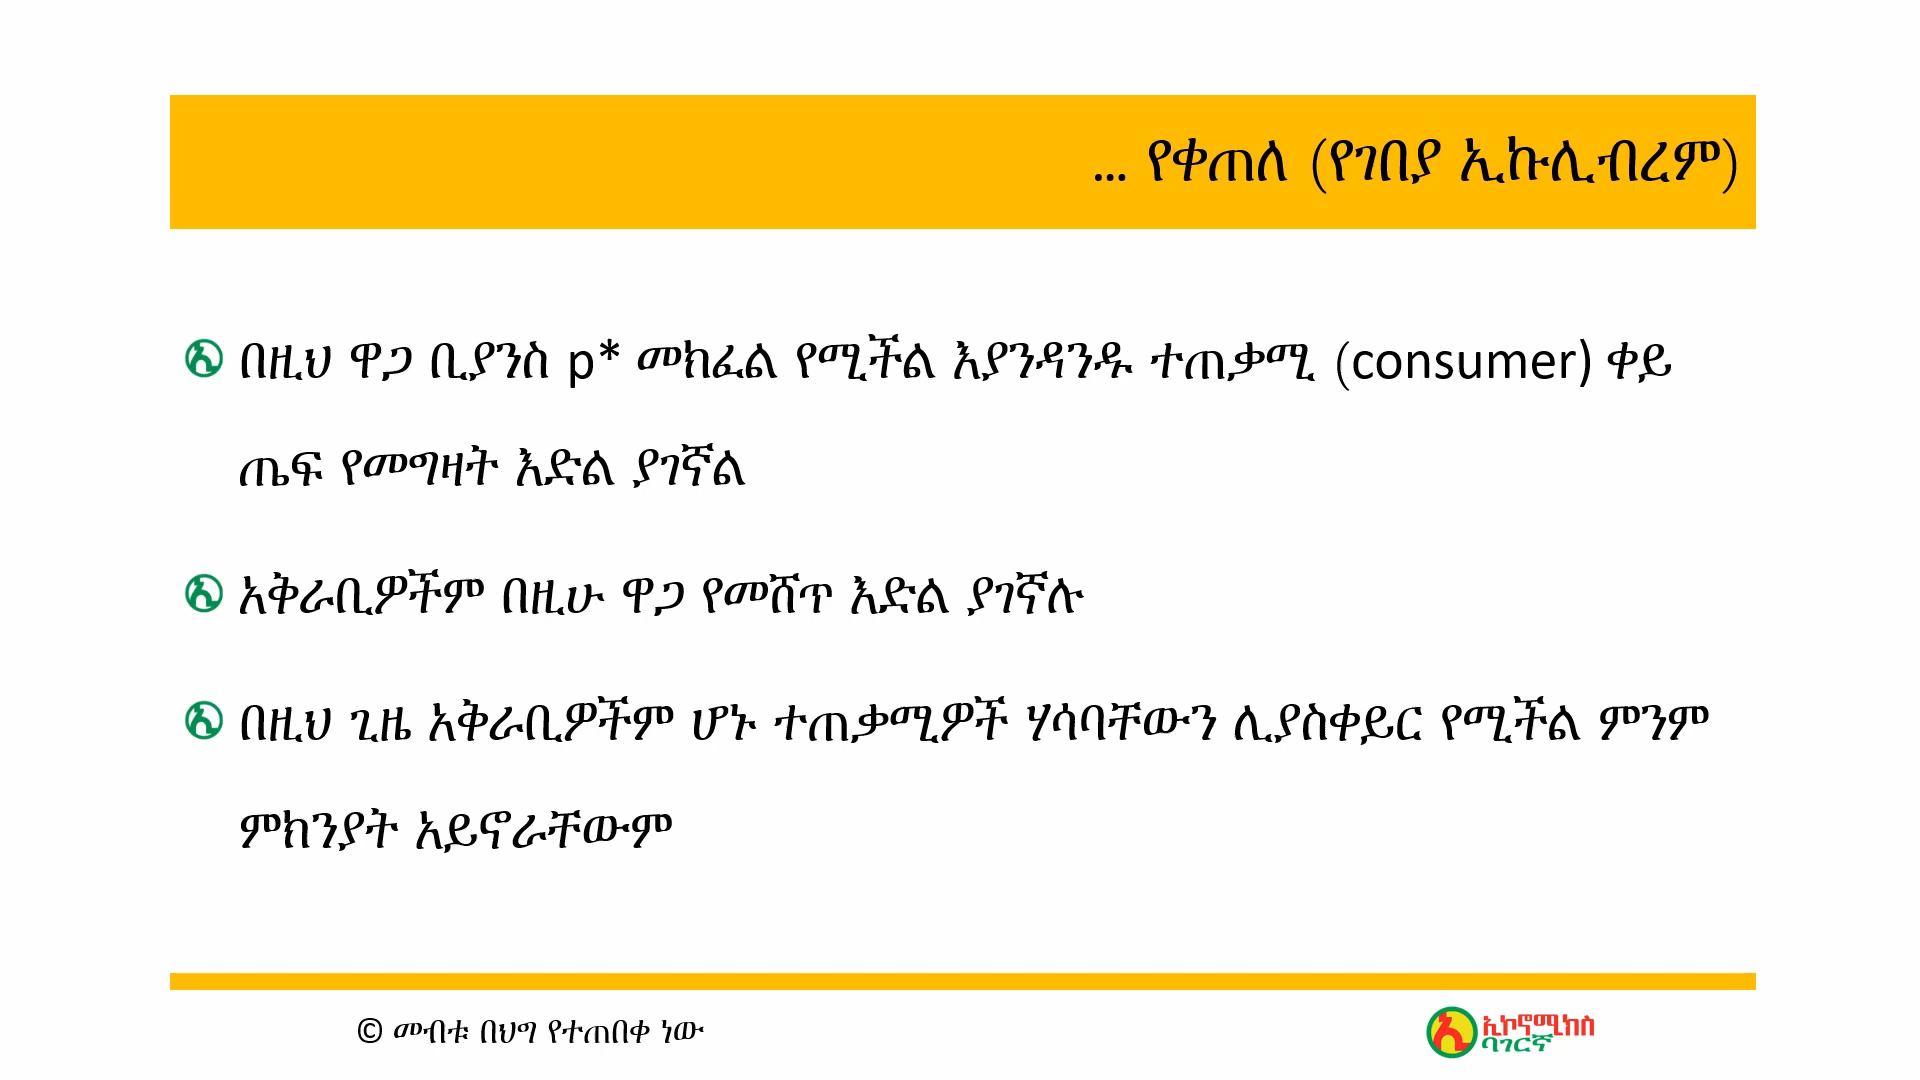 ... የቀጠለ (የገበያ ኢኩሊብረም)
በዚህ ዋጋ ቢያንስ p* መክፈል የሚችል እያንዳንዱ ተጠቃሚ (consumer) ቀይ
ጤፍ የመግዛት እድል ያገኛል
አቅራቢዎችም በዚሁ ዋጋ የመሸጥ እድል ያገኛሉ
በዚህ ጊዜ አቅራቢዎችም ሆኑ ተጠቃሚዎች ሃሳባቸውን ሊያስቀይር የሚችል ምንም
ምክንያት አይኖራቸውም
© መብቱ በህግ የተጠበቀ ነው
ኢኮኖሚክስ
ባገርኛ